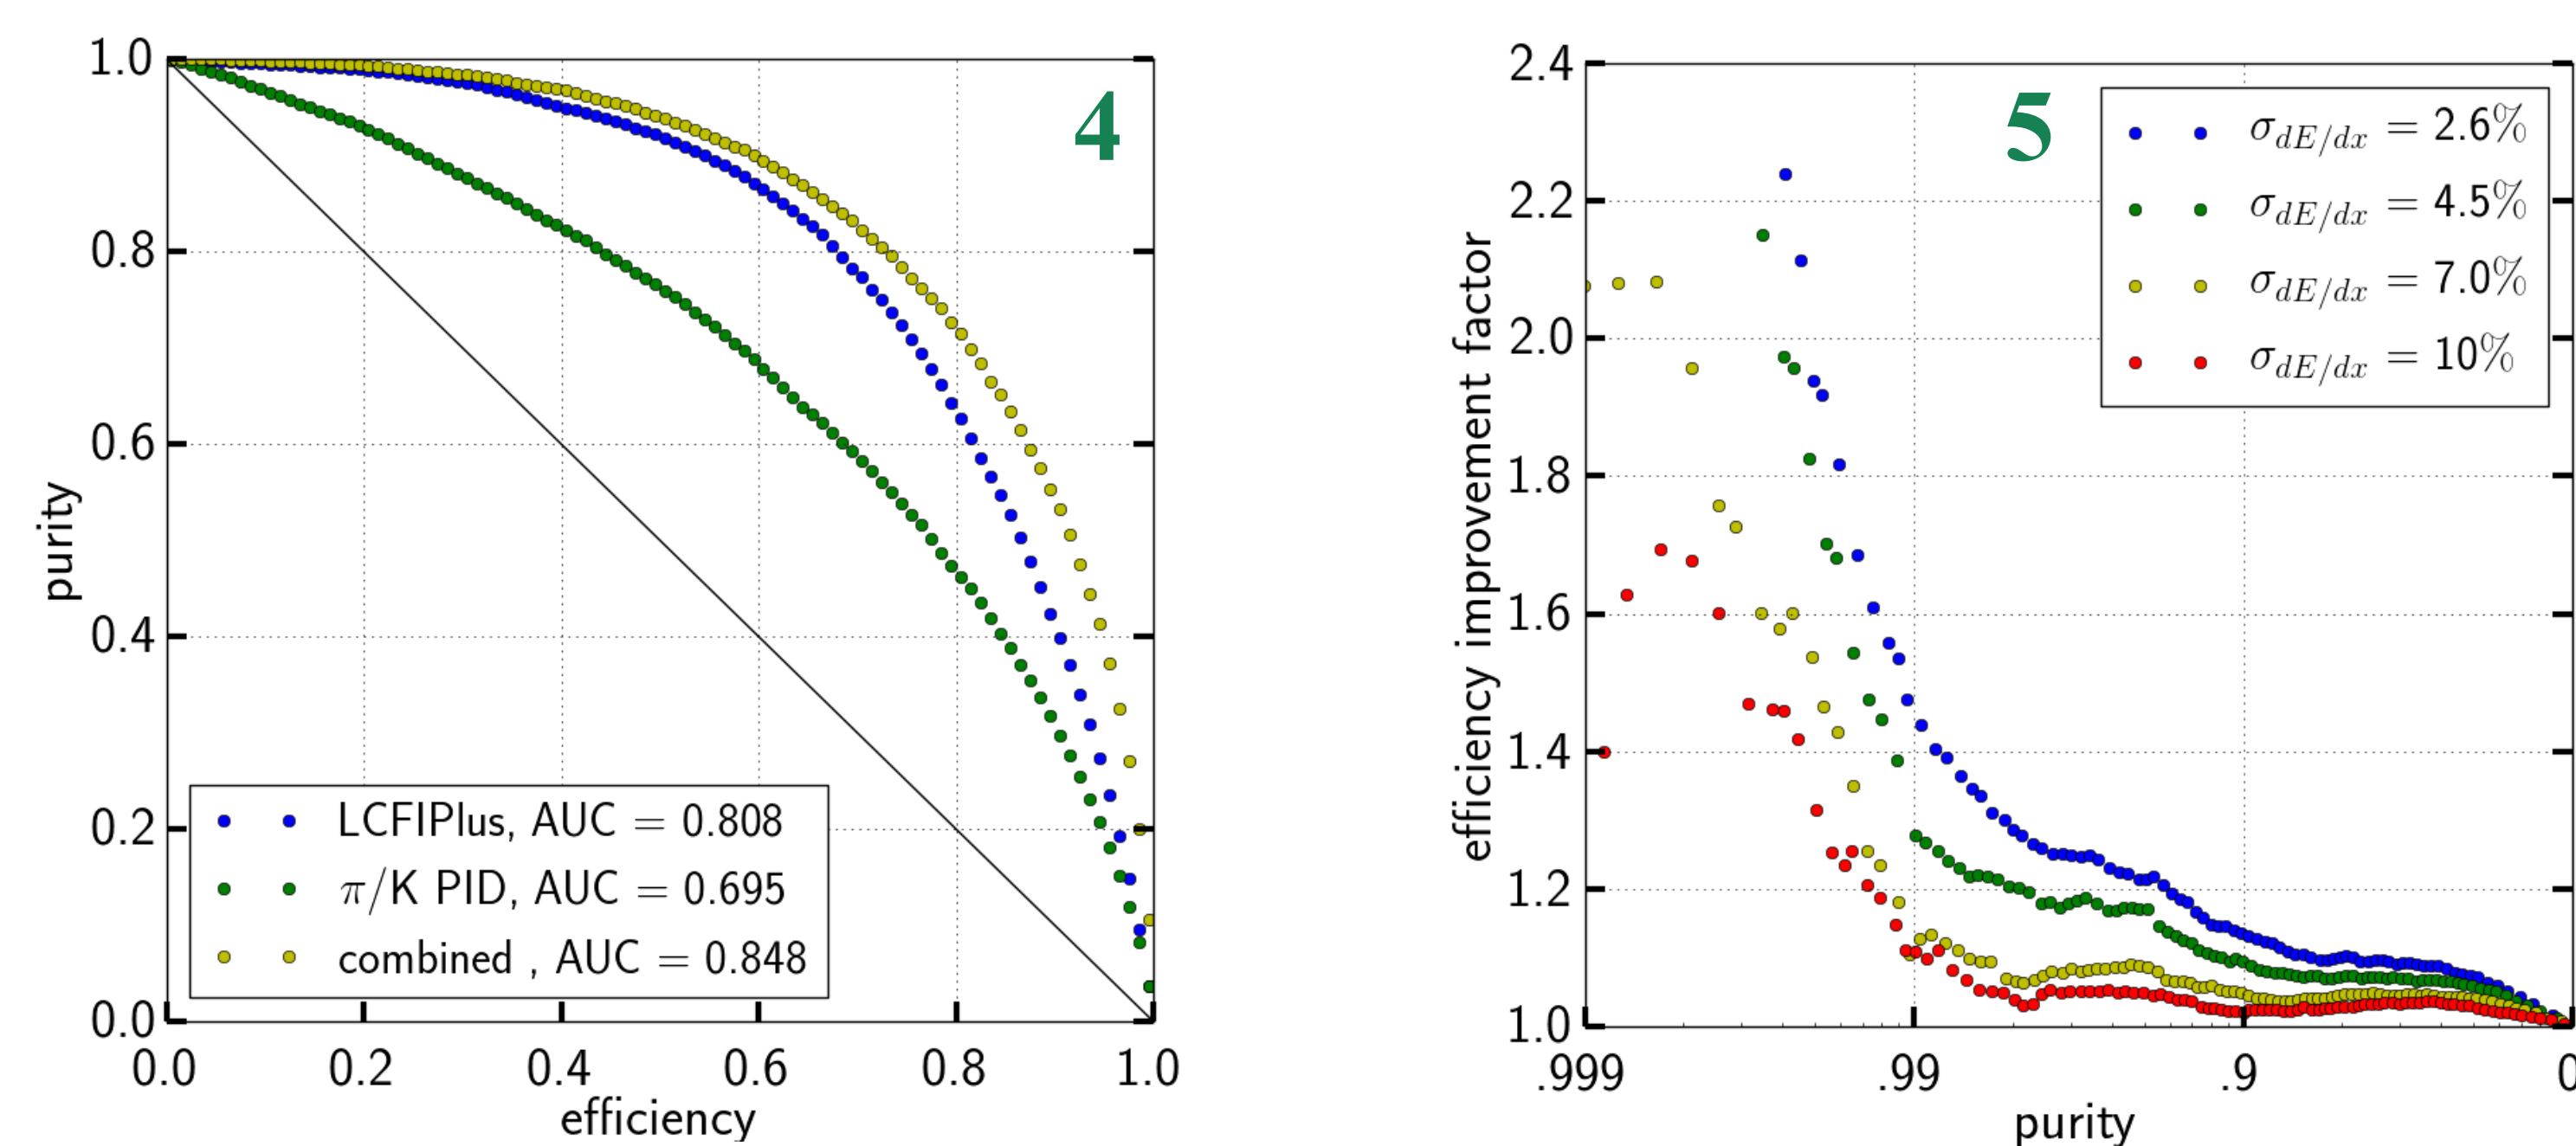 1.0
0.8
0.6
0.4
0.2
0.0
purity
4
LCFIPlus, AUC = 0.808
π/K PID, AUC = 0.695
combined , AUC = 0.848
0.0 0.2 0.4 0.6 0.8 1.0
efficiency
2.4
2.2
2.0
1.8
1.6
1.4
1.2
1.0
efficiency improvement factor
5
σ_{dE/dx} = 2.6%
σ_{dE/dx} = 4.5%
σ_{dE/dx} = 7.0%
σ_{dE/dx} = 10%
.999 .99 .9 0
purity